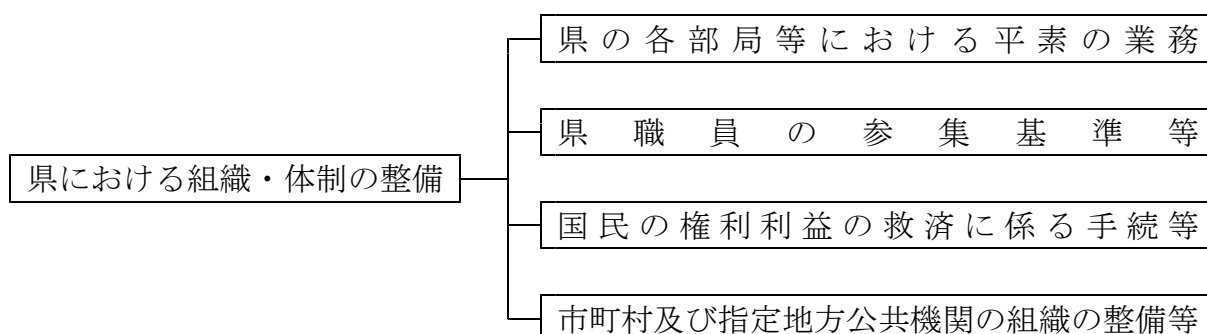 県の各部局等における平素の業務
県職員の参集基準等
県における組織・体制の整備
国民の権利利益の救済に係る手続等
市町村及び指定地方公共機関の組織の整備等